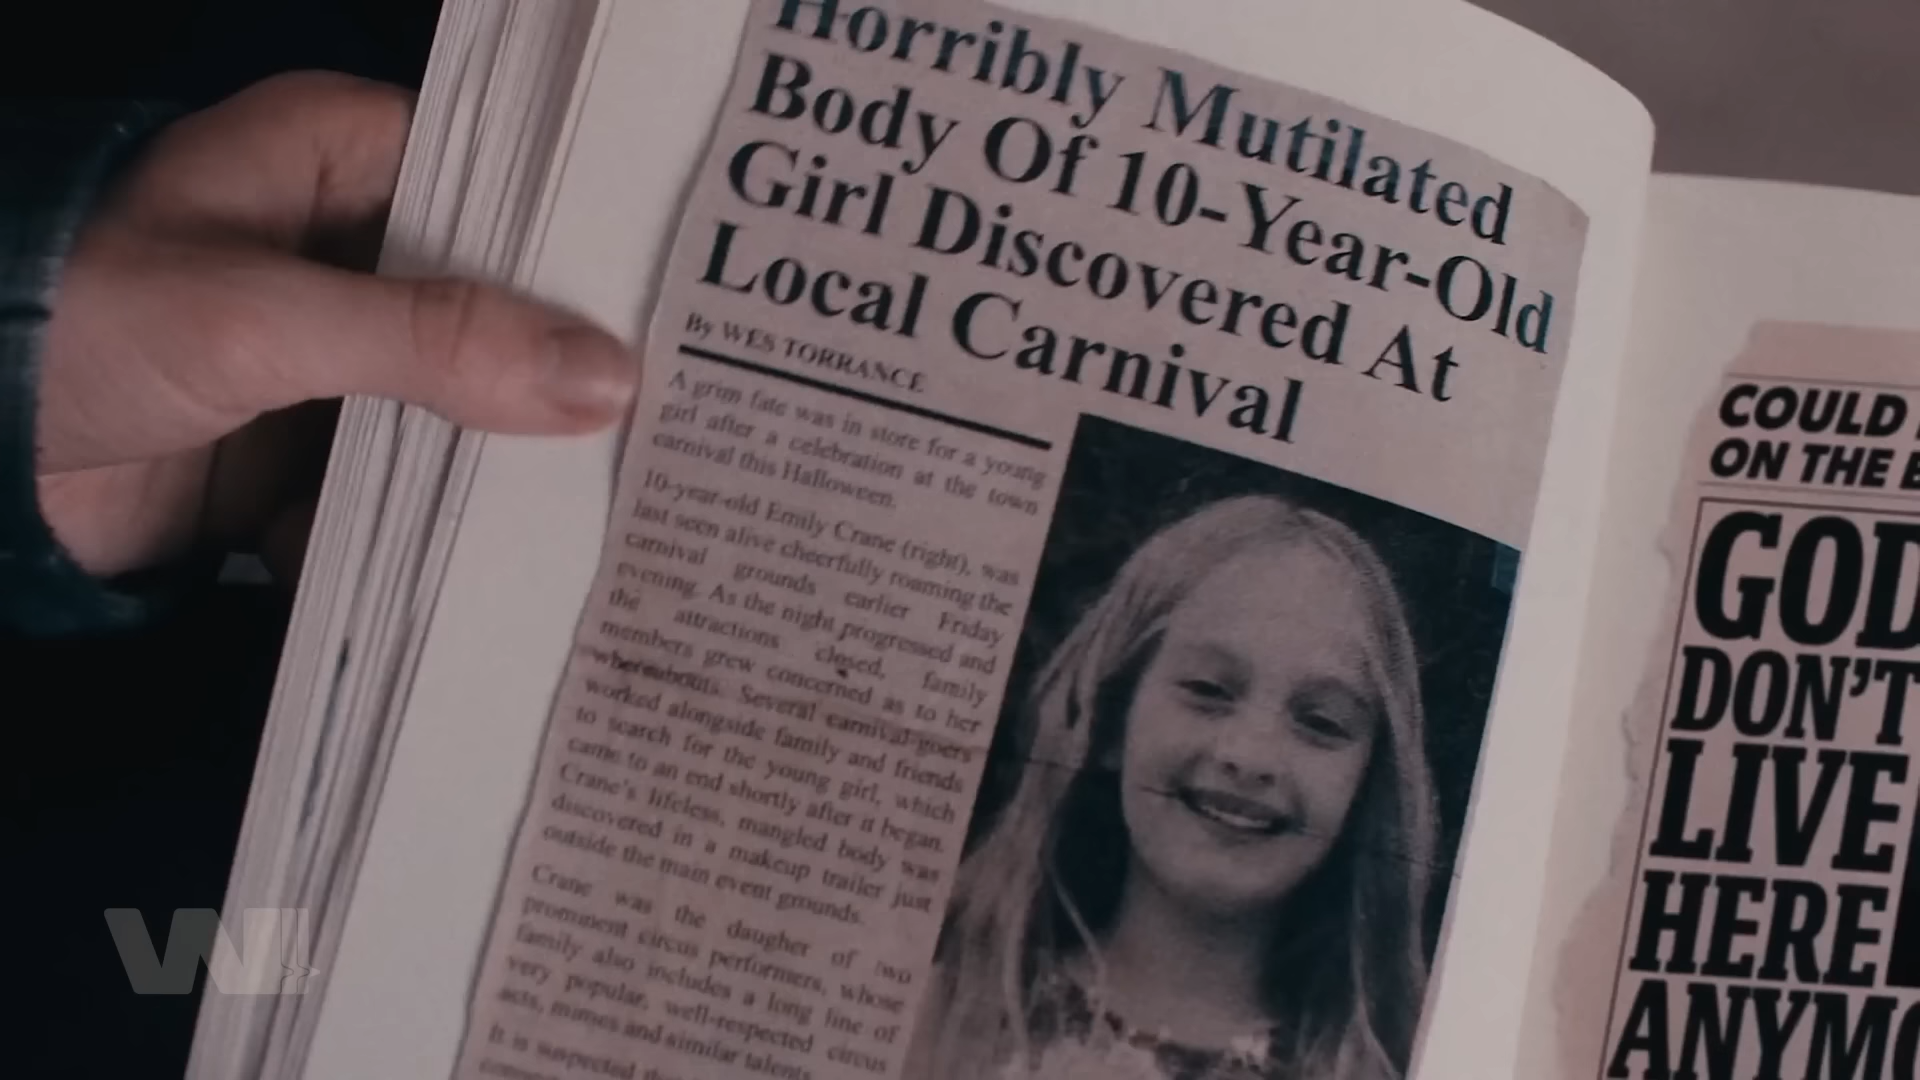 Horribly Mutilated
Body Of 10-Year-Old
Girl Discovered At
Local Carnival
By WES TORRANCE
A grim fate was in store for a young
girl after a celebration at the town
carnival this Halloween.
10-year-old Emily Crane (right), was
last seen alive cheerfully roaming the
carnival grounds earlier Friday
evening. As the night progressed and
the attractions closed, family
members grew concerned as to her
whereabouts. Several carnival-goers
worked alongside family and friends
to search for the young girl, which
came to an end shortly after it began.
Crane's lifeless, mangled body was
discovered in a makeup trailer just
outside the main event grounds.
Crane was the daugher of two
prominent circus performers, whose
family also includes a long line of
very popular, well-respected circus
acts, mimes and similar talents.
It is suspected
COULD
ON THE
GOD
DON'T
LIVE
HERE
ANYMO
W!